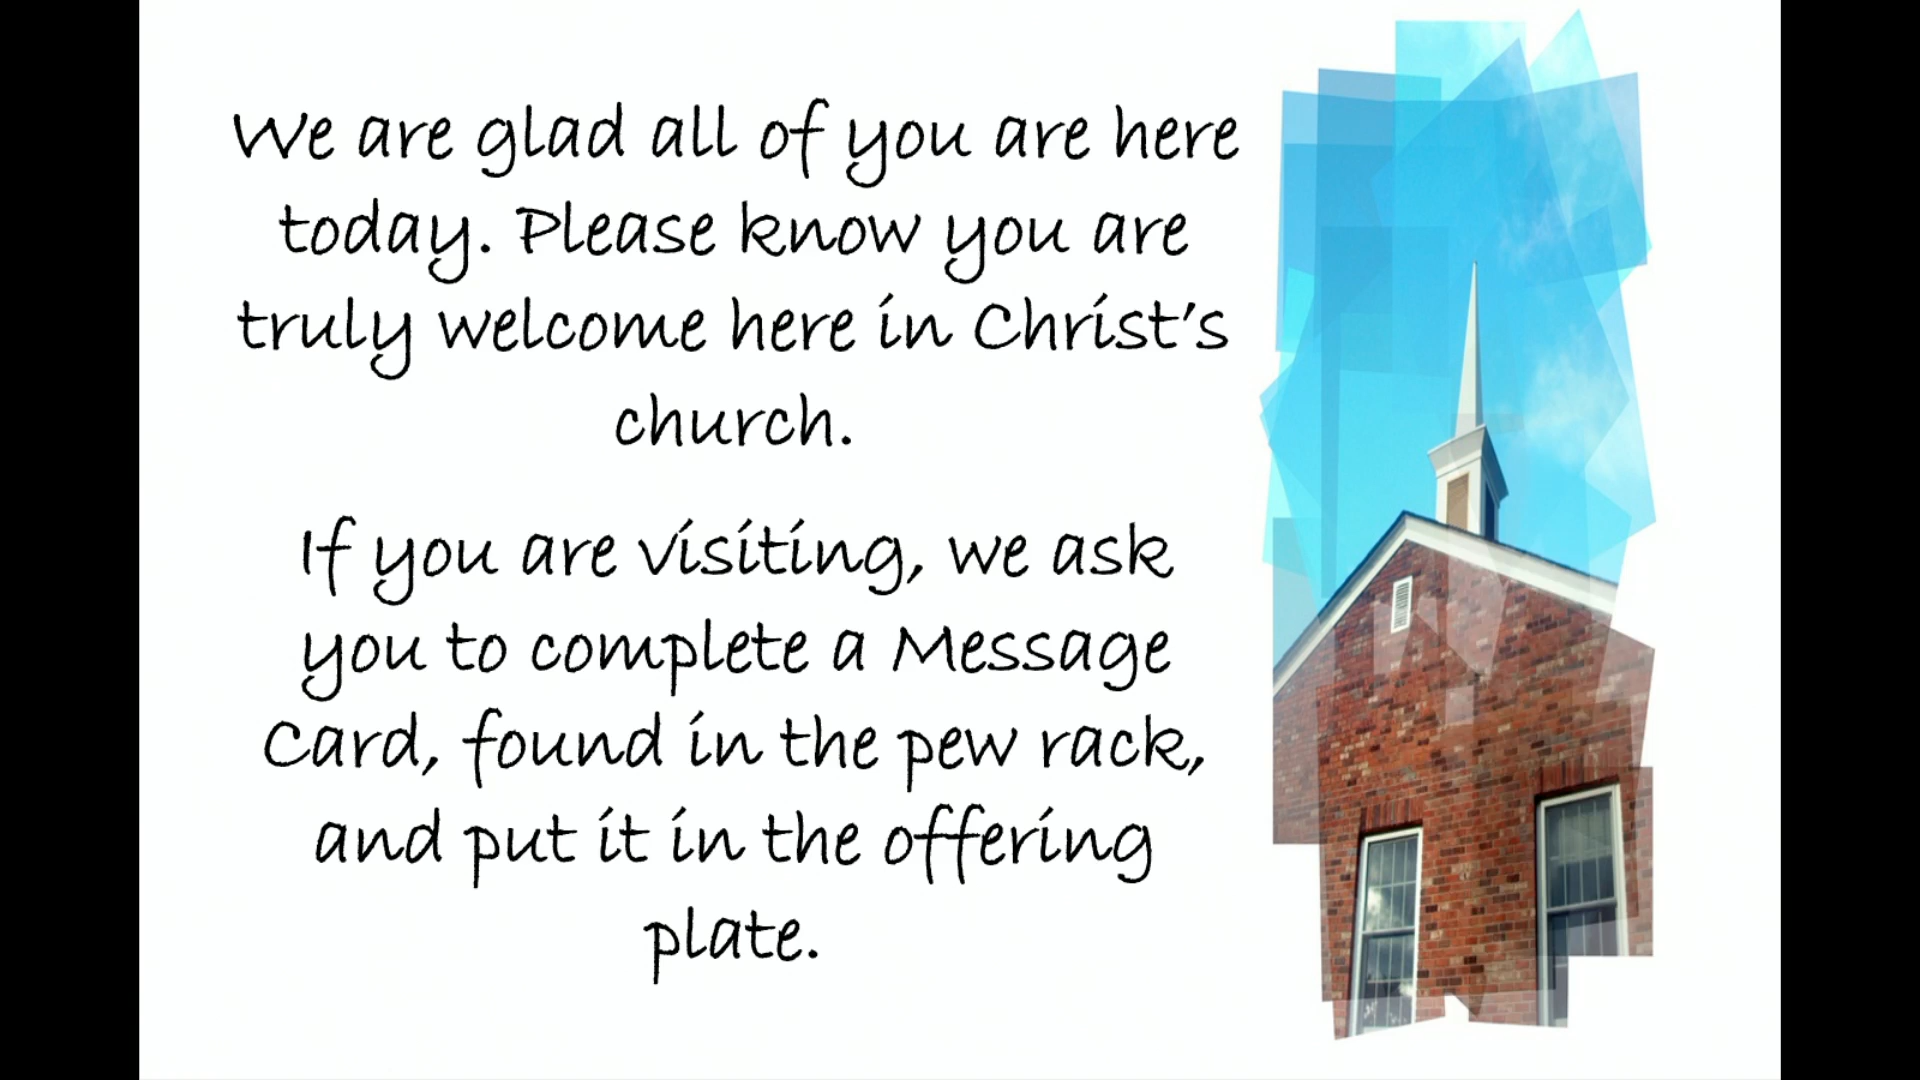 We are glad all of you are here
today. Please know you are
truly welcome here in Christ's
church.
If you are visiting, we ask
you to complete a Message
Card, found in the pew rack,
and put it in the offering
plate.